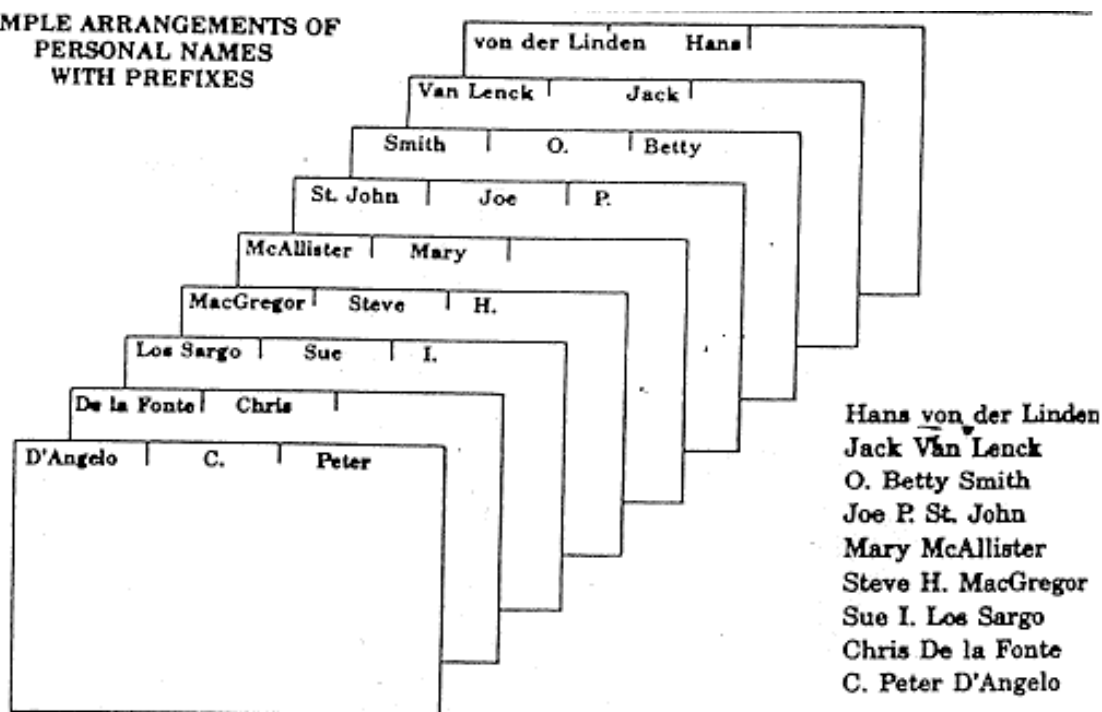 MPLE ARRANGEMENTS OF
PERSONAL NAMES
WITH PREFIXES
von der Linden Hans
Van Lenck Jack
Smith O. Betty
St. John Joe P.
McAllister Mary
MacGregor Steve H.
Los Sargo Sue I.
De la Fonte Chris
D'Angelo C. Peter
Hans von der Linden
Jack Van Lenck
O. Betty Smith
Joe P. St. John
Mary McAllister
Steve H. MacGregor
Sue I. Los Sargo
Chris De la Fonte
C. Peter D'Angelo